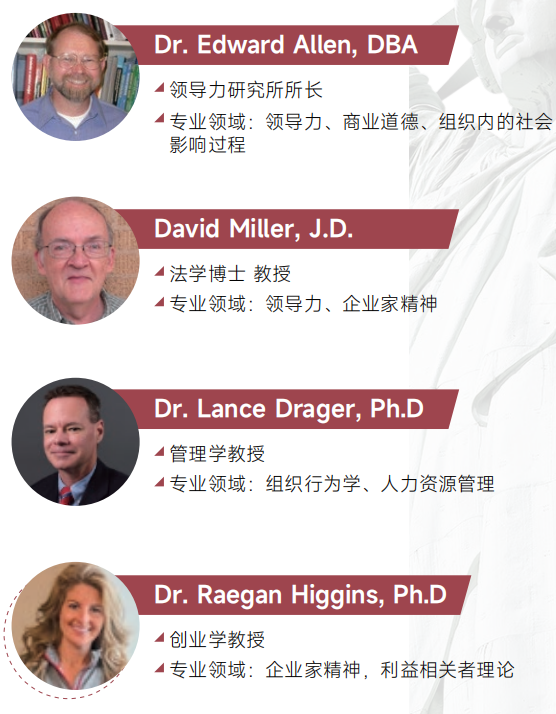 Dr. Edward Allen, DBA
领导力研究所所长
专业领域：领导力、商业道德、组织内的社会
影响过程
David Miller, J.D.
法学博士 教授
专业领域：领导力、企业家精神
Dr. Lance Drager, Ph.D
管理学教授
专业领域：组织行为学、人力资源管理
Dr. Raegan Higgins, Ph.D
创业学教授
专业领域：企业家精神，利益相关者理论